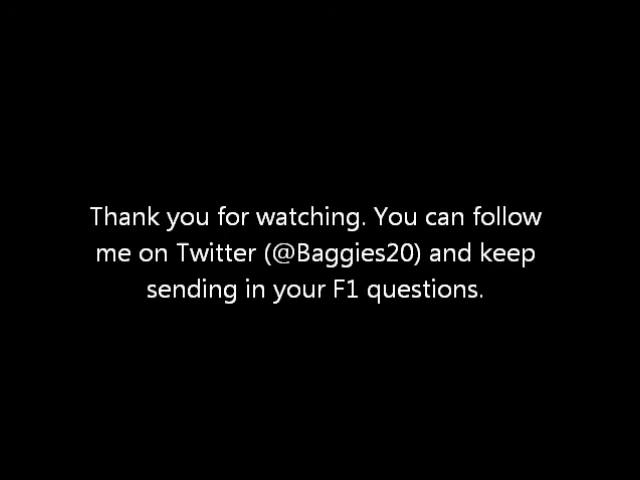 Thank you for watching. You can follow
me on Twitter (@Baggies20) and keep
sending in your F1 questions.